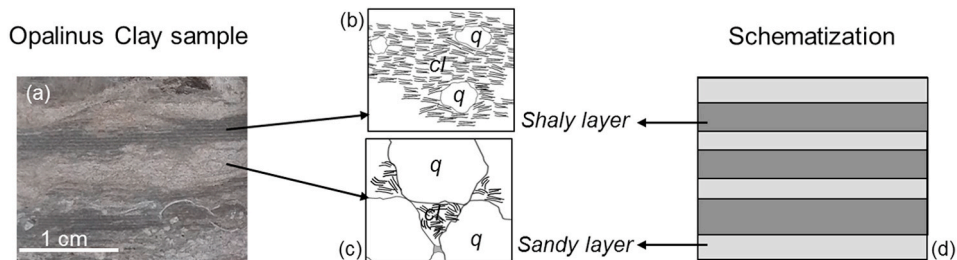 Opalinus Clay sample
(a)
1 cm
(b)
q
cl
q
q
cl
q
(c)
Shaly layer
Sandy layer
Schematization
(d)